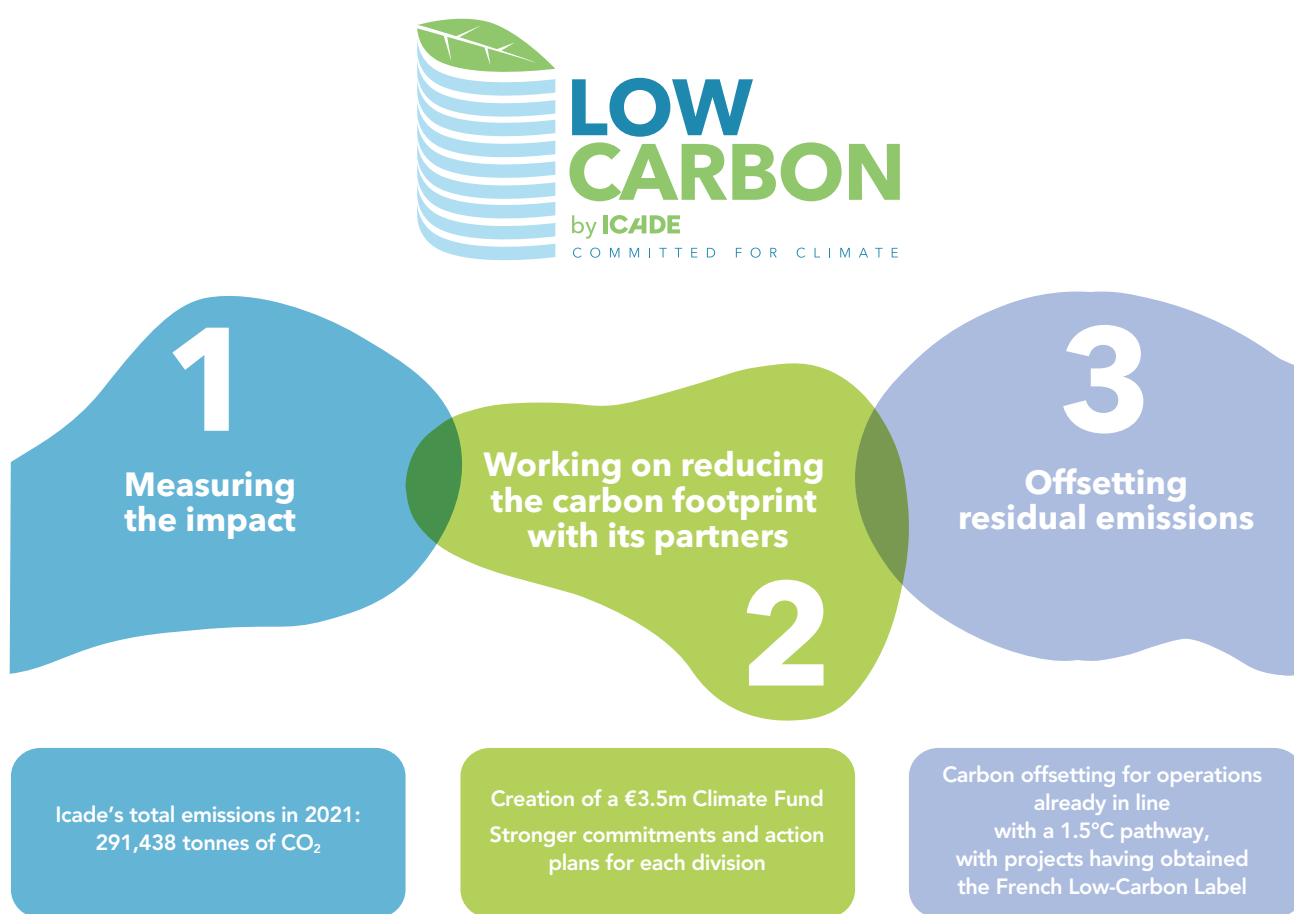 LOW
CARBON
by ICADE
COMMITTED FOR CLIMATE
1
Measuring
the impact
Working on reducing
the carbon footprint
with its partners
2
3
Offsetting
residual emissions
Icade's total emissions in 2021:
291,438 tonnes of CO₂
Creation of a €3.5m Climate Fund
Stronger commitments and action
plans for each division
Carbon offsetting for operations
already in line
with a 1.5°C pathway,
with projects having obtained
the French Low-Carbon Label